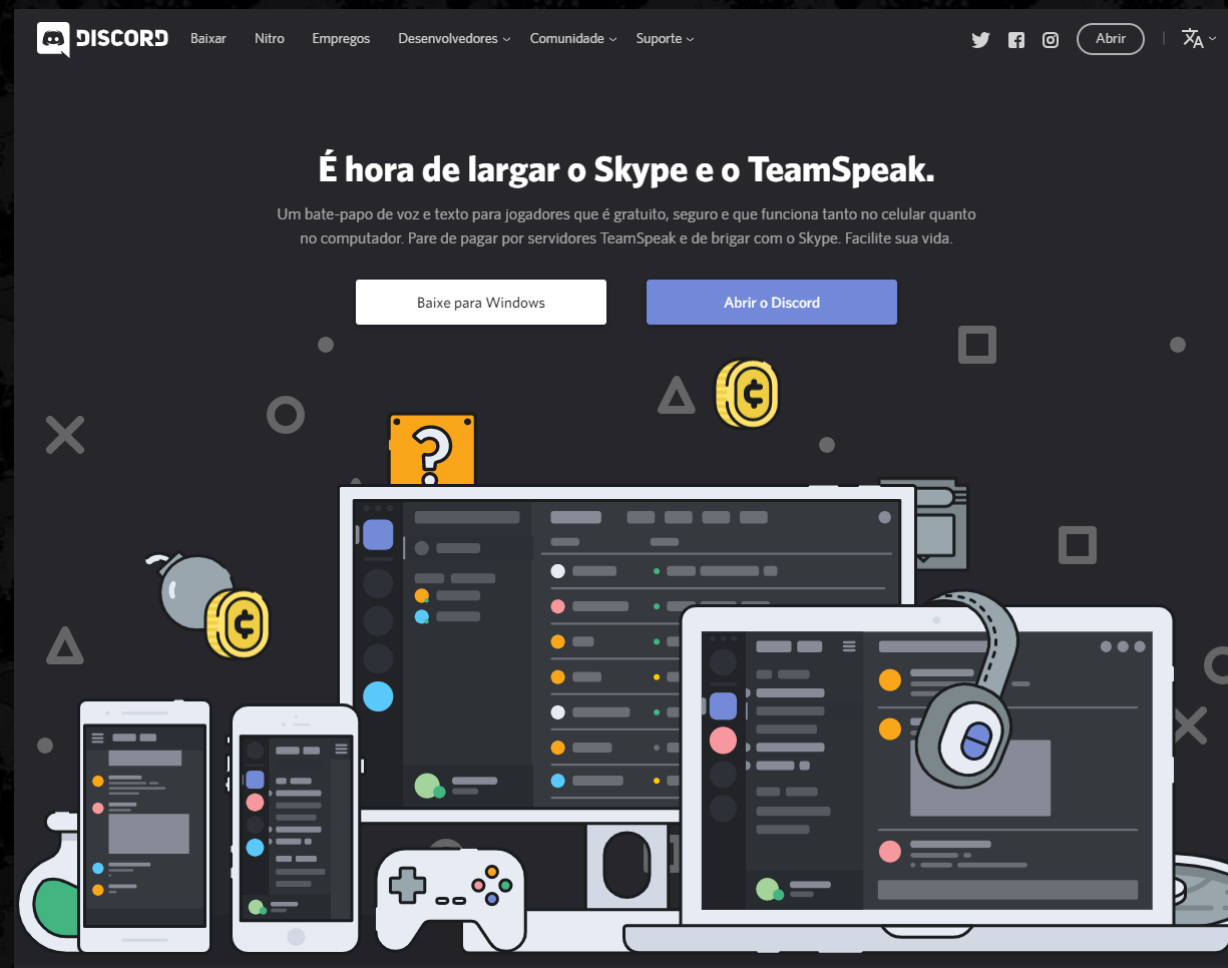 DISCORD Baixar Nitro Empregos Desenvolvedores Comunidade Suporte Abrir
É hora de largar o Skype e o TeamSpeak.
Um bate-papo de voz e texto para jogadores que é gratuito, seguro e que funciona tanto no celular quanto
no computador. Pare de pagar por servidores TeamSpeak e de brigar com o Skype. Facilite sua vida.
Baixe para Windows Abrir o Discord
?